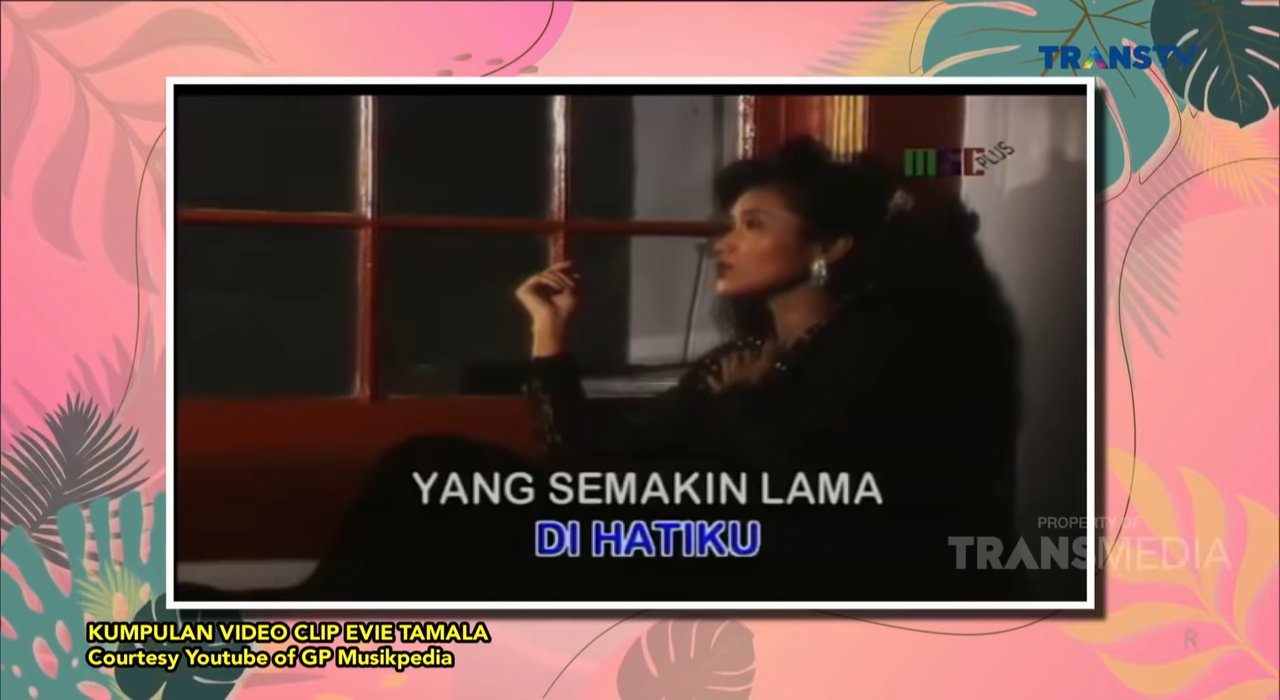 TRANSTV
MSC PLUS
YANG SEMAKIN LAMA
DI HATIKU
PROPERTY OF
TRANSMEDIA
KUMPULAN VIDEO CLIP EVIE TAMALA
Courtesy Youtube of GP Musikpedia